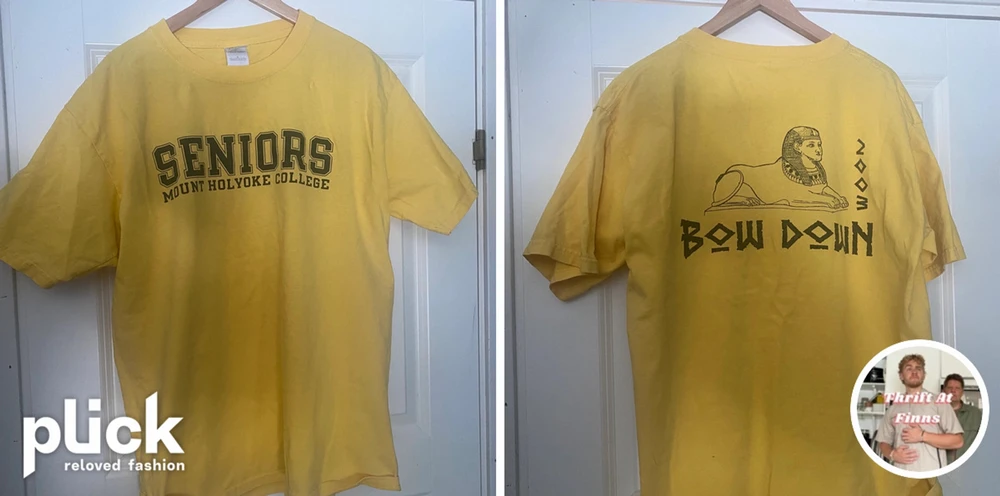 SENIORS
MOUNT HOLYOKE COLLEGE
2003
BOW DOWN
plick
reloved fashion
Thrift At
Finns